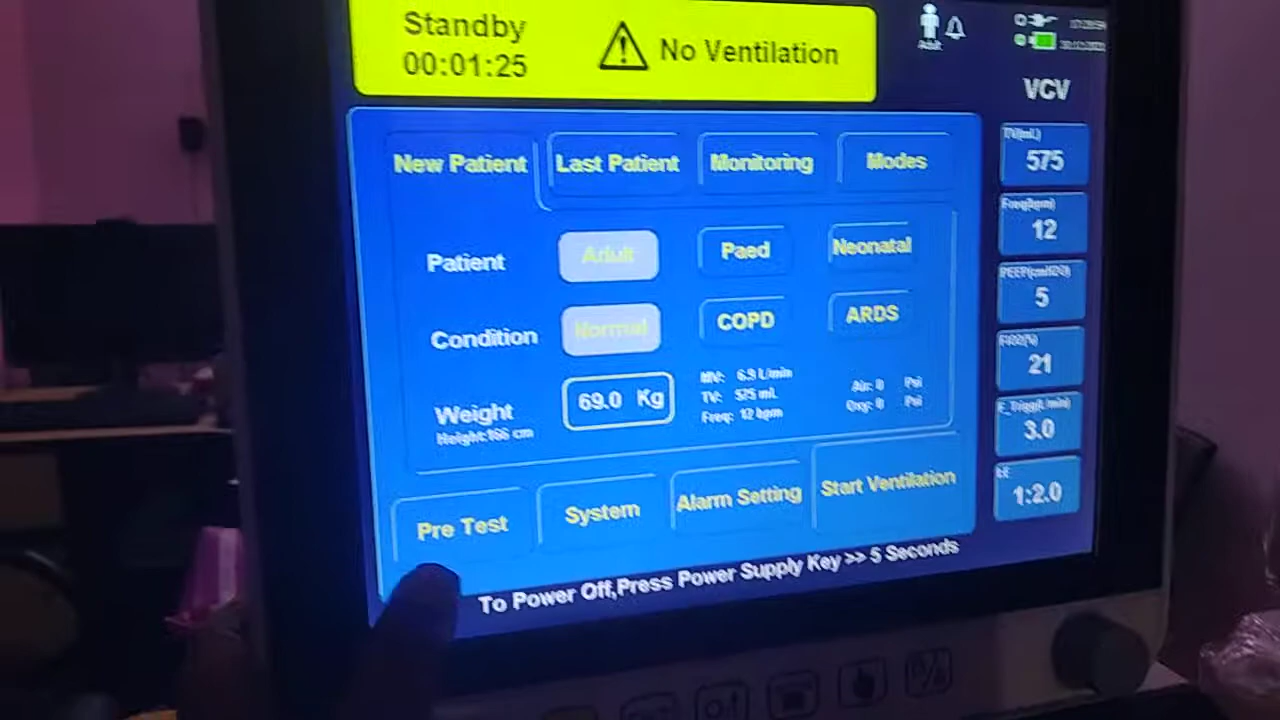 Standby
00:01:25
No Ventilation
Adult
VCV
New Patient
Last Patient
Monitoring
Modes
Patient
Adult
Paed
Neonatal
Condition
Normal
COPD
ARDS
Weight
Height:166 cm
69.0 Kg
MV: 6.9 L/min
TV: 575 mL
Freq: 12 bpm
Air: 0 Psi
Oxy: 0 Psi
Pre Test
System
Alarm Setting
Start Ventilation
To Power Off,Press Power Supply Key >> 5 Seconds
TV(mL)
575
Freq(bpm)
12
PEEP(cmH2O)
5
FiO2(%)
21
E_Trigg(L/min)
3.0
I:E
1:2.0